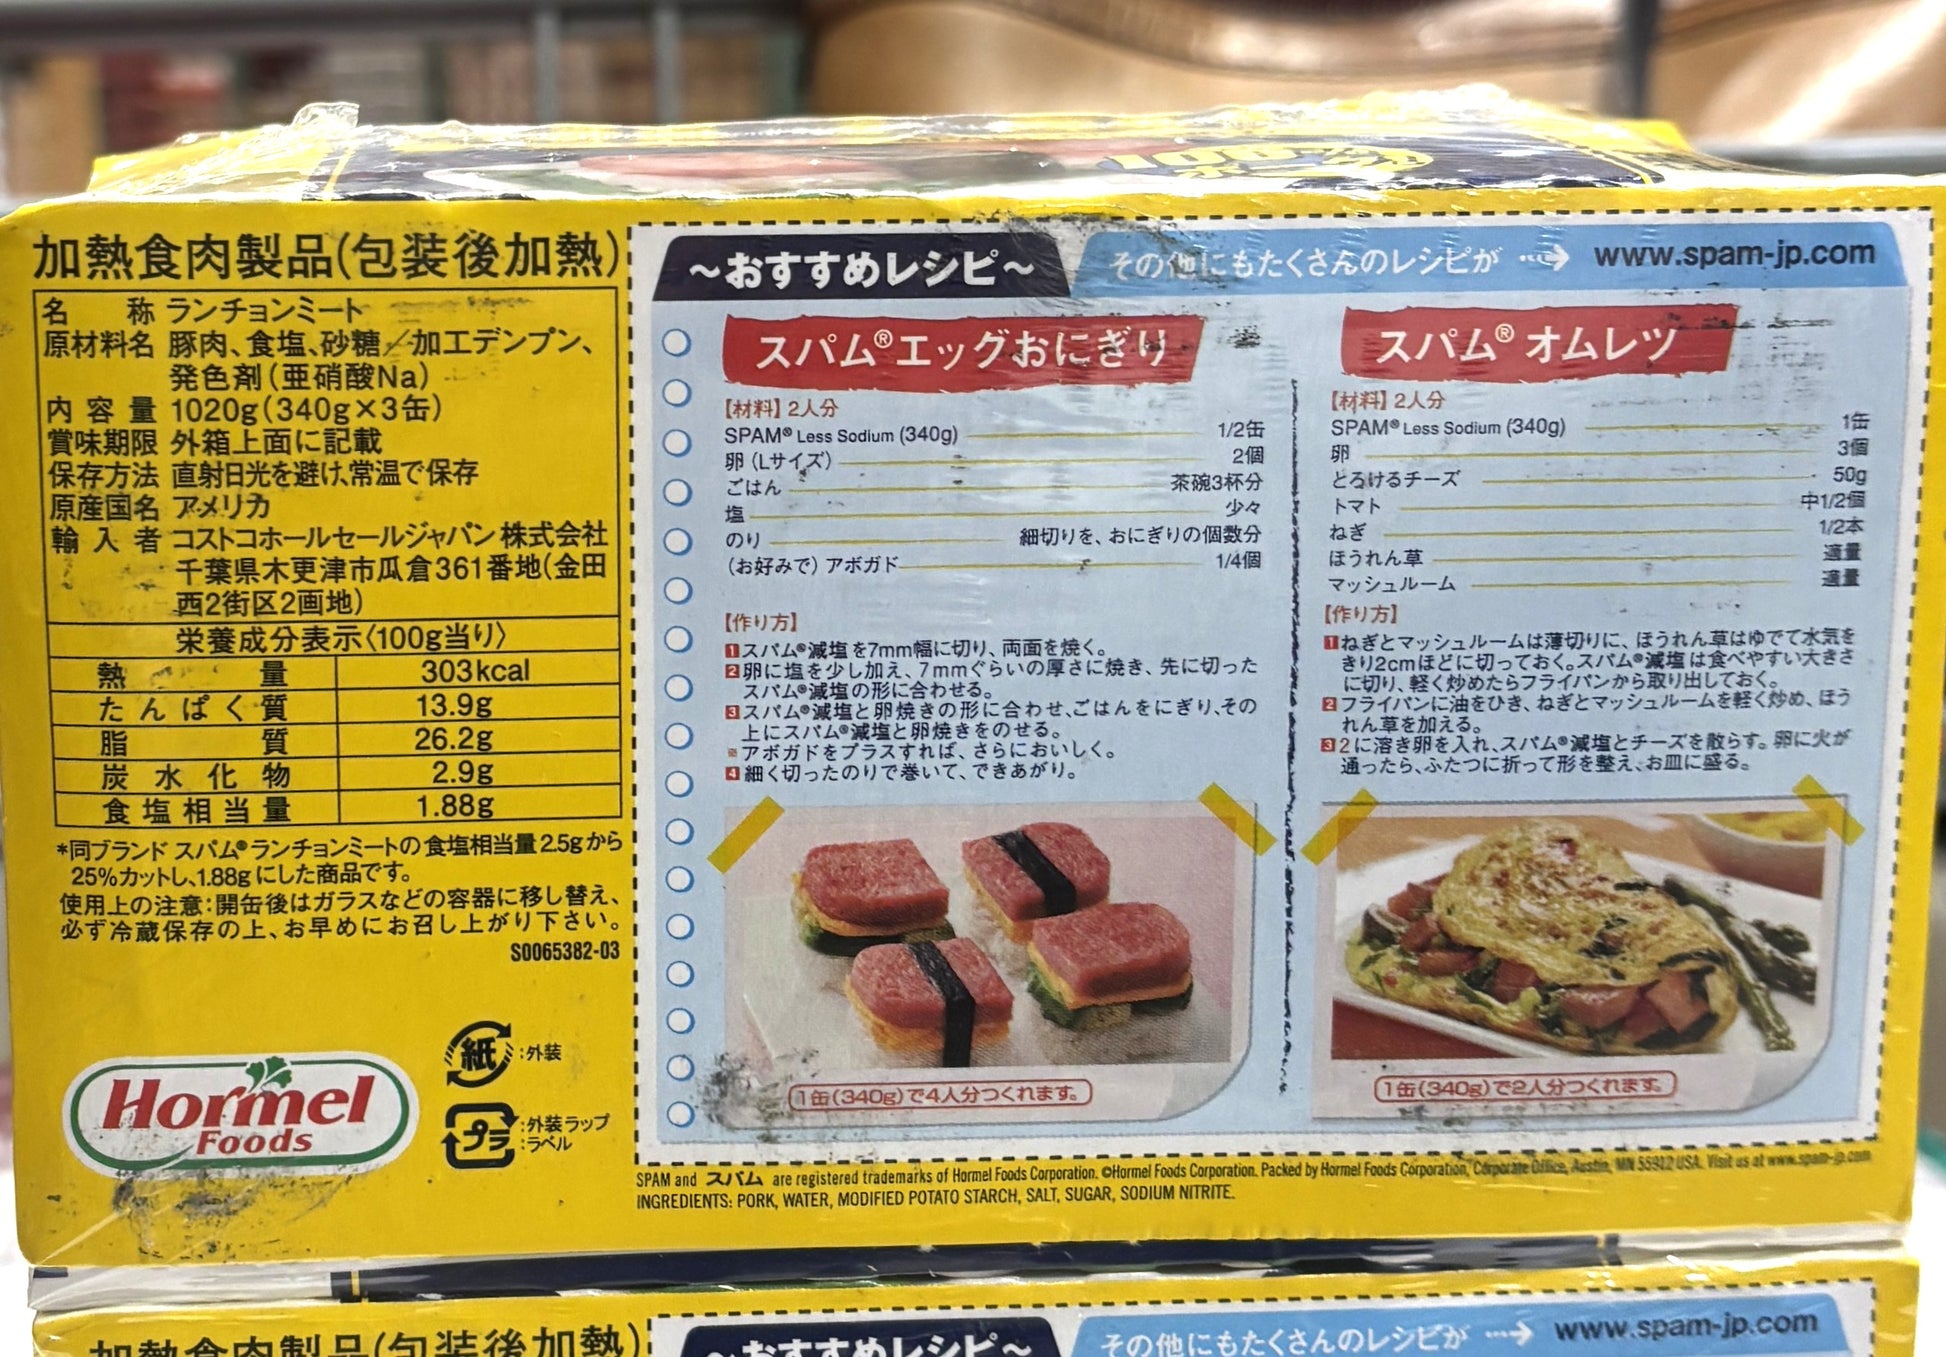 加熱食肉製品(包装後加熱)
名称 ランチョンミート
原材料名 豚肉、食塩、砂糖/加工デンプン、
発色剤(亜硝酸Na)
内容量 1020g(340g×3缶)
賞味期限 外箱上面に記載
保存方法 直射日光を避け、常温で保存
原産国名 アメリカ
輸入者 コストコホールセールジャパン株式会社
千葉県木更津市瓜倉361番地(金田
西2街区2画地)
栄養成分表示〈100g当り〉
熱量 303kcal
たんぱく質 13.9g
脂質 26.2g
炭水化物 2.9g
食塩相当量 1.88g
*同ブランド スパム®ランチョンミートの食塩相当量2.5gから
25%カットし、1.88gにした商品です。
使用上の注意:開缶後はガラスなどの容器に移し替え、
必ず冷蔵保存の上、お早めにお召し上がり下さい。
S0065382-03
Hormel
Foods
紙 :外装
プラ :外装ラップ
:ラベル
〜おすすめレシピ〜
その他にもたくさんのレシピが …→ www.spam-jp.com
スパム®エッグおにぎり
【材料】2人分
SPAM® Less Sodium (340g) 1/2缶
卵(Lサイズ) 2個
ごはん 茶碗3杯分
塩 少々
のり 細切りを、おにぎりの個数分
(お好みで)アボガド 1/4個
【作り方】
1 スパム®減塩を7mm幅に切り、両面を焼く。
2 卵に塩を少し加え、7mmぐらいの厚さに焼き、先に切った
スパム®減塩の形に合わせる。
3 スパム®減塩と卵焼きの形に合わせ、ごはんをにぎり、その
上にスパム®減塩と卵焼きをのせる。
※アボガドをプラスすれば、さらにおいしく。
4 細く切ったのりで巻いて、できあがり。
1缶(340g)で4人分つくれます。
スパム® オムレツ
【材料】2人分
SPAM® Less Sodium (340g) 1缶
卵 3個
とろけるチーズ 50g
トマト 中1/2個
ねぎ 1/2本
ほうれん草 適量
マッシュルーム 適量
【作り方】
1 ねぎとマッシュルームは薄切りに、ほうれん草はゆでて水気を
きり2cmほどに切っておく。スパム®減塩は食べやすい大きさ
に切り、軽く炒めたらフライパンから取り出しておく。
2 フライパンに油をひき、ねぎとマッシュルームを軽く炒め、ほう
れん草を加える。
3 2に溶き卵を入れ、スパム®減塩とチーズを散らす。卵に火が
通ったら、ふたつに折って形を整え、お皿に盛る。
1缶(340g)で2人分つくれます。
SPAM and スパム are registered trademarks of Hormel Foods Corporation. ©Hormel Foods Corporation. Packed by Hormel Foods Corporation, Corporate Office, Austin, MN 55912 USA. Visit us at www.spam-jp.com
INGREDIENTS: PORK, WATER, MODIFIED POTATO STARCH, SALT, SUGAR, SODIUM NITRITE.
加熱食肉製品(包装後加熱)
〜おすすめレシピ〜
その他にもたくさんのレシピが …→ www.spam-jp.com